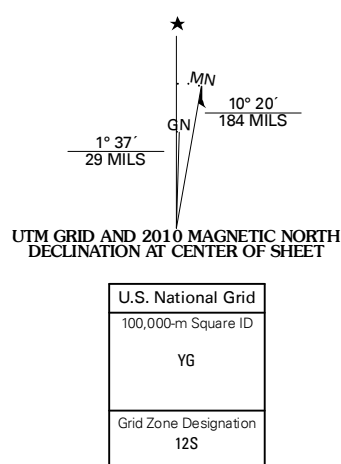 ★
MN
10° 20´
184 MILS
GN
1° 37´
29 MILS
UTM GRID AND 2010 MAGNETIC NORTH
DECLINATION AT CENTER OF SHEET
U.S. National Grid
100,000-m Square ID
YG
Grid Zone Designation
12S